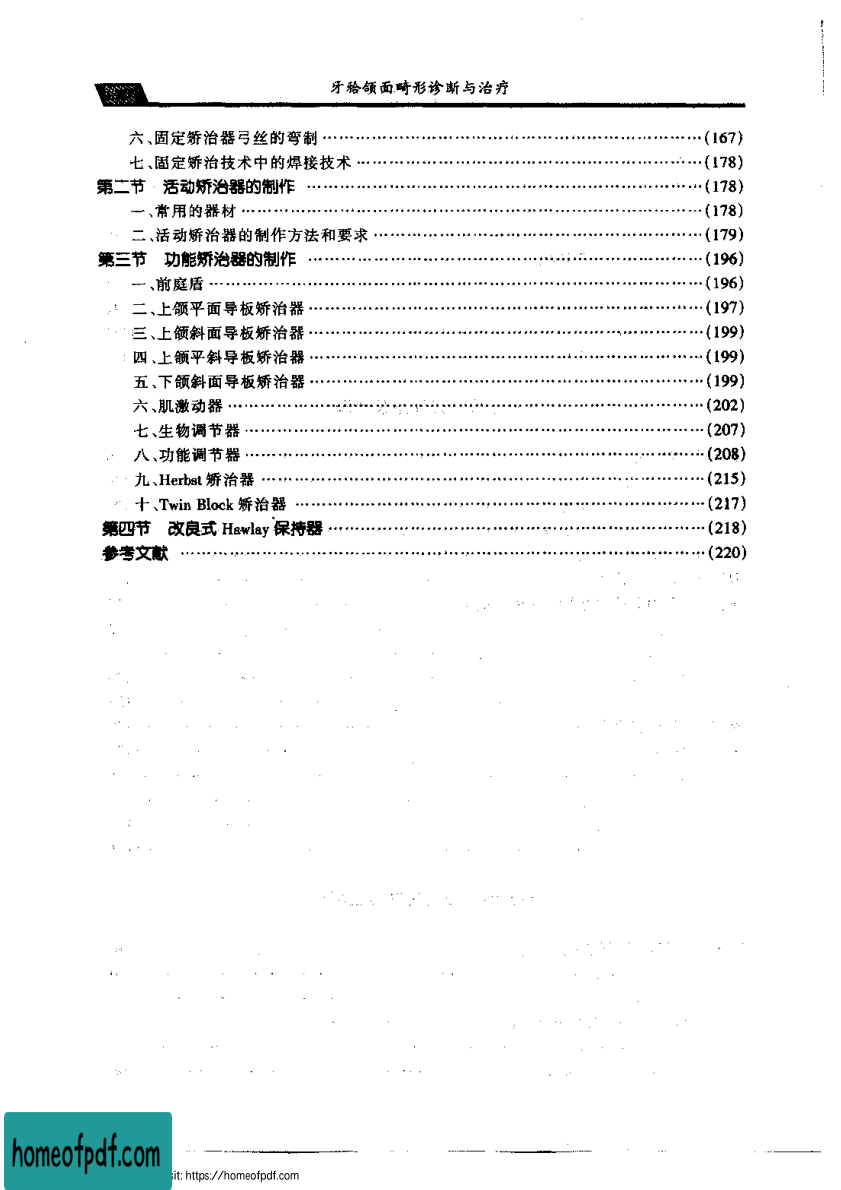 牙𬌗颌面畸形诊断与治疗
六、固定矫治器弓丝的弯制 ……………………(167)
七、固定矫治技术中的焊接技术 ……………………(178)
第二节 活动矫治器的制作 ……………………(178)
一、常用的器材 ……………………(178)
二、活动矫治器的制作方法和要求 ……………………(179)
第三节 功能矫治器的制作 ……………………(196)
一、前庭盾 ……………………(196)
二、上颌平面导板矫治器 ……………………(197)
三、上颌斜面导板矫治器 ……………………(199)
四、上颌平斜导板矫治器 ……………………(199)
五、下颌斜面导板矫治器 ……………………(199)
六、肌激动器 ……………………(202)
七、生物调节器 ……………………(207)
八、功能调节器 ……………………(208)
九、Herbst 矫治器 ……………………(215)
十、Twin Block 矫治器 ……………………(217)
第四节 改良式 Hawlay 保持器 ……………………(218)
参考文献 ……………………(220)
homeofpdf.com
sit: https://homeofpdf.com